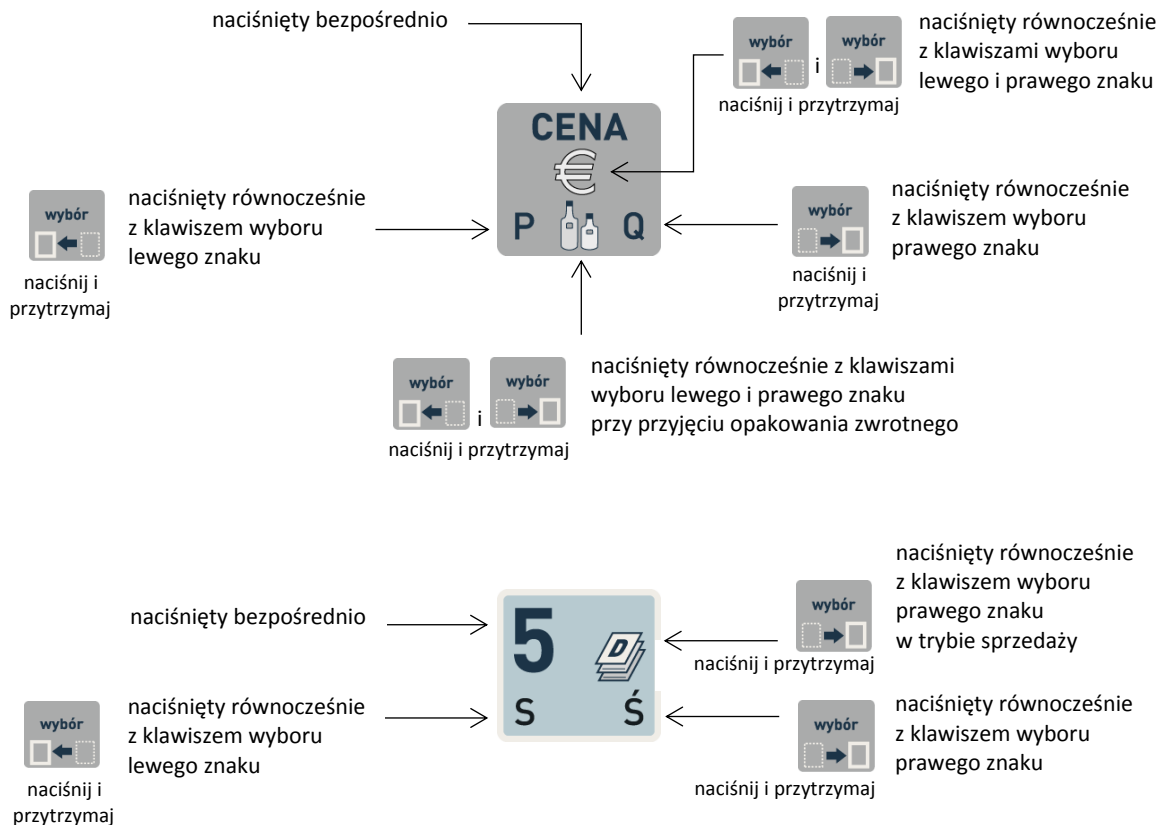 naciśnięty bezpośrednio
wybór
i
wybór
naciśnij i przytrzymaj
naciśnięty równocześnie
z klawiszami wyboru
lewego i prawego znaku
CENA
€
P
Q
wybór
naciśnij i
przytrzymaj
naciśnięty równocześnie
z klawiszem wyboru
lewego znaku
wybór
naciśnij i
przytrzymaj
naciśnięty równocześnie
z klawiszem wyboru
prawego znaku
wybór
i
wybór
naciśnij i przytrzymaj
naciśnięty równocześnie z klawiszami
wyboru lewego i prawego znaku
przy przyjęciu opakowania zwrotnego
naciśnięty bezpośrednio
5
D
S
Ś
wybór
naciśnij i przytrzymaj
naciśnięty równocześnie
z klawiszem wyboru
prawego znaku
w trybie sprzedaży
wybór
naciśnij i
przytrzymaj
naciśnięty równocześnie
z klawiszem wyboru
lewego znaku
wybór
naciśnij i przytrzymaj
naciśnięty równocześnie
z klawiszem wyboru
prawego znaku